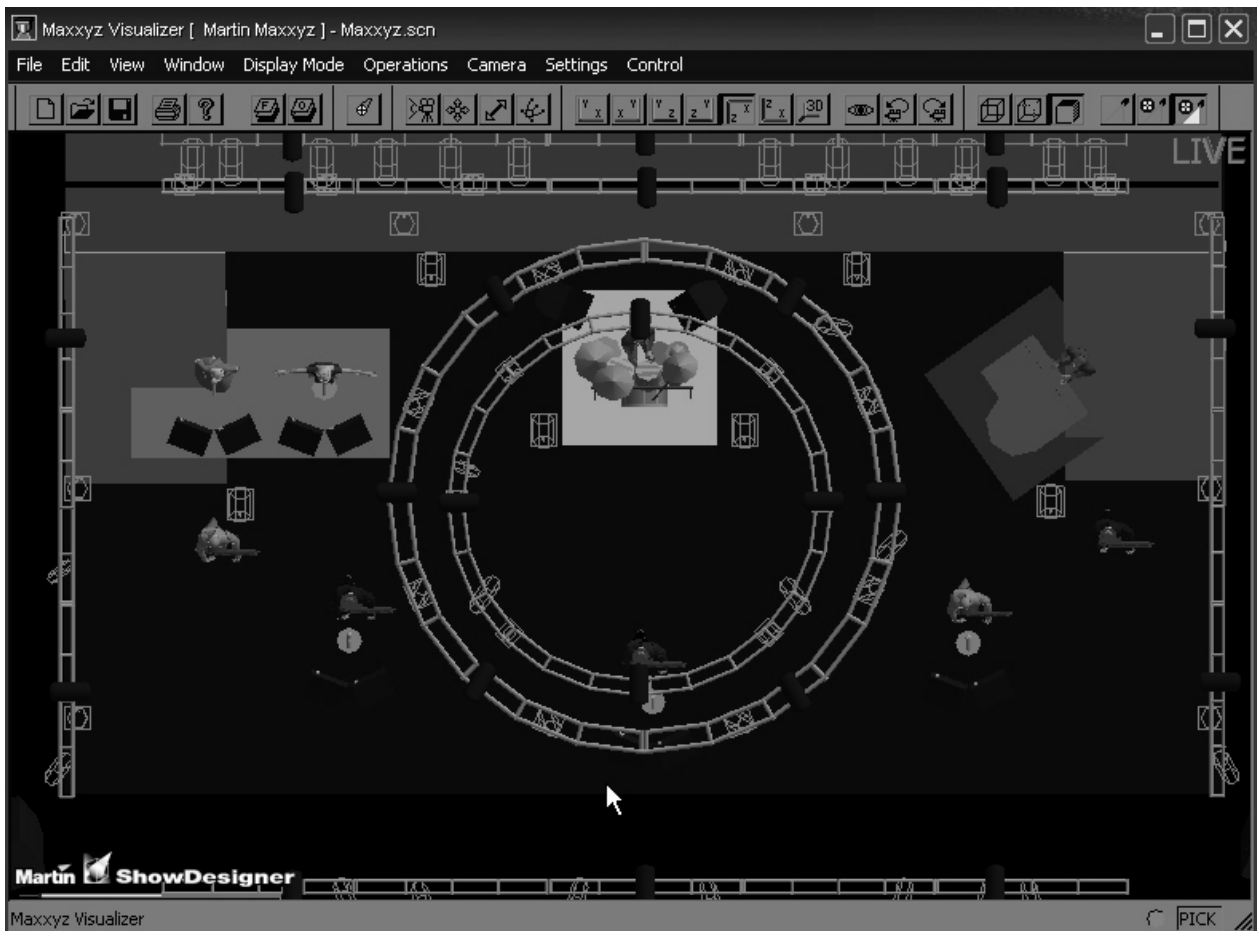 Maxxyz Visualizer [ Martin Maxxyz ] - Maxxyz.scn
File Edit View Window Display Mode Operations Camera Settings Control
Y X X Y Y Z Z Y Z X Z X 3D
LIVE
Martin ShowDesigner
Maxxyz Visualizer PICK